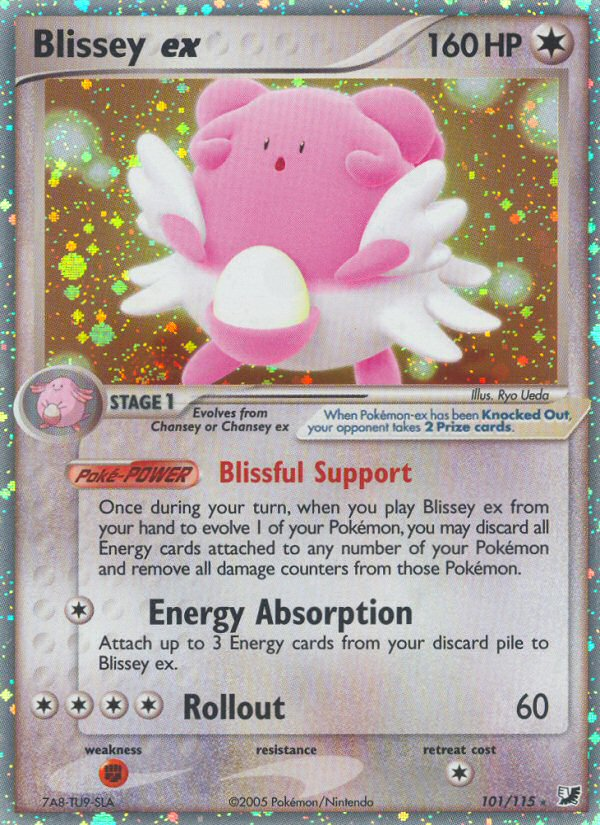 Blissey ex 160 HP
Illus. Ryo Ueda
STAGE 1
Evolves from
Chansey or Chansey ex
When Pokémon-ex has been Knocked Out,
your opponent takes 2 Prize cards.
Poké-POWER Blissful Support
Once during your turn, when you play Blissey ex from
your hand to evolve 1 of your Pokémon, you may discard all
Energy cards attached to any number of your Pokémon
and remove all damage counters from those Pokémon.
Energy Absorption
Attach up to 3 Energy cards from your discard pile to
Blissey ex.
Rollout 60
weakness resistance retreat cost
7A8-TU9-SLA ©2005 Pokémon/Nintendo 101/115